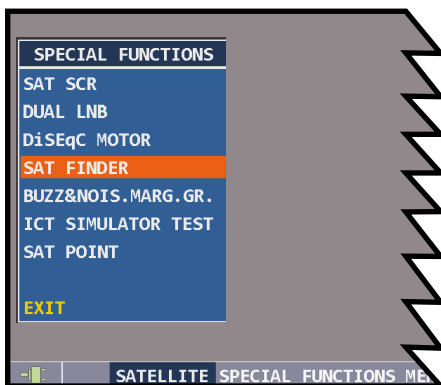 SPECIAL FUNCTIONS
SAT SCR
DUAL LNB
DiSEqC MOTOR
SAT FINDER
BUZZ&NOIS.MARG.GR.
ICT SIMULATOR TEST
SAT POINT
EXIT
SATELLITE SPECIAL FUNCTIONS ME